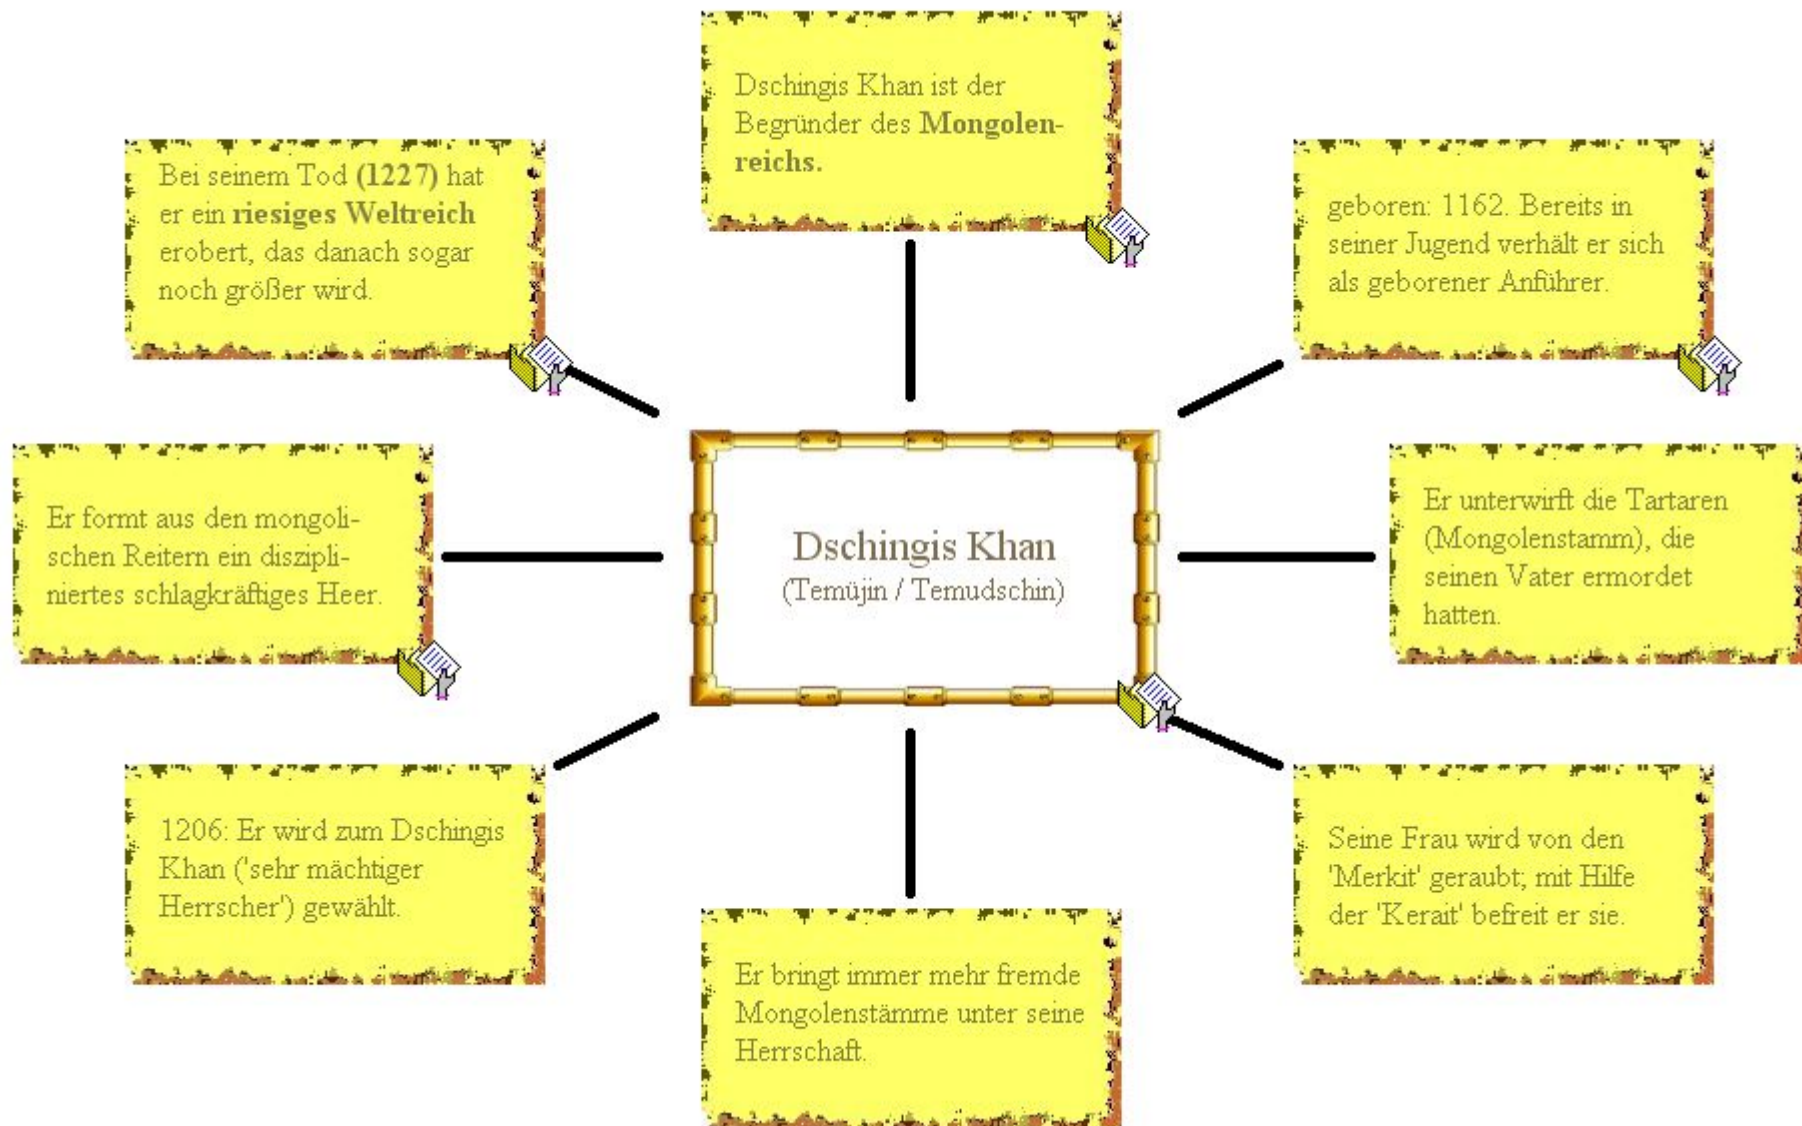 Dschingis Khan ist der
Begründer des Mongolen-
reichs.
Bei seinem Tod (1227) hat
er ein riesiges Weltreich
erobert, das danach sogar
noch größer wird.
geboren: 1162. Bereits in
seiner Jugend verhält er sich
als geborener Anführer.
Er formt aus den mongoli-
schen Reitern ein diszipli-
niertes schlagkräftiges Heer.
Dschingis Khan
(Temüjin / Temudschin)
Er unterwirft die Tartaren
(Mongolenstamm), die
seinen Vater ermordet
hatten.
1206: Er wird zum Dschingis
Khan ('sehr mächtiger
Herrscher') gewählt.
Seine Frau wird von den
'Merkit' geraubt; mit Hilfe
der 'Kerait' befreit er sie.
Er bringt immer mehr fremde
Mongolenstämme unter seine
Herrschaft.